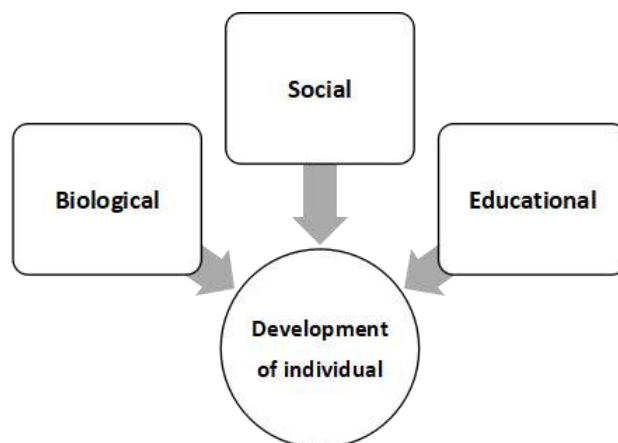 Social
Biological
Educational
Development
of individual